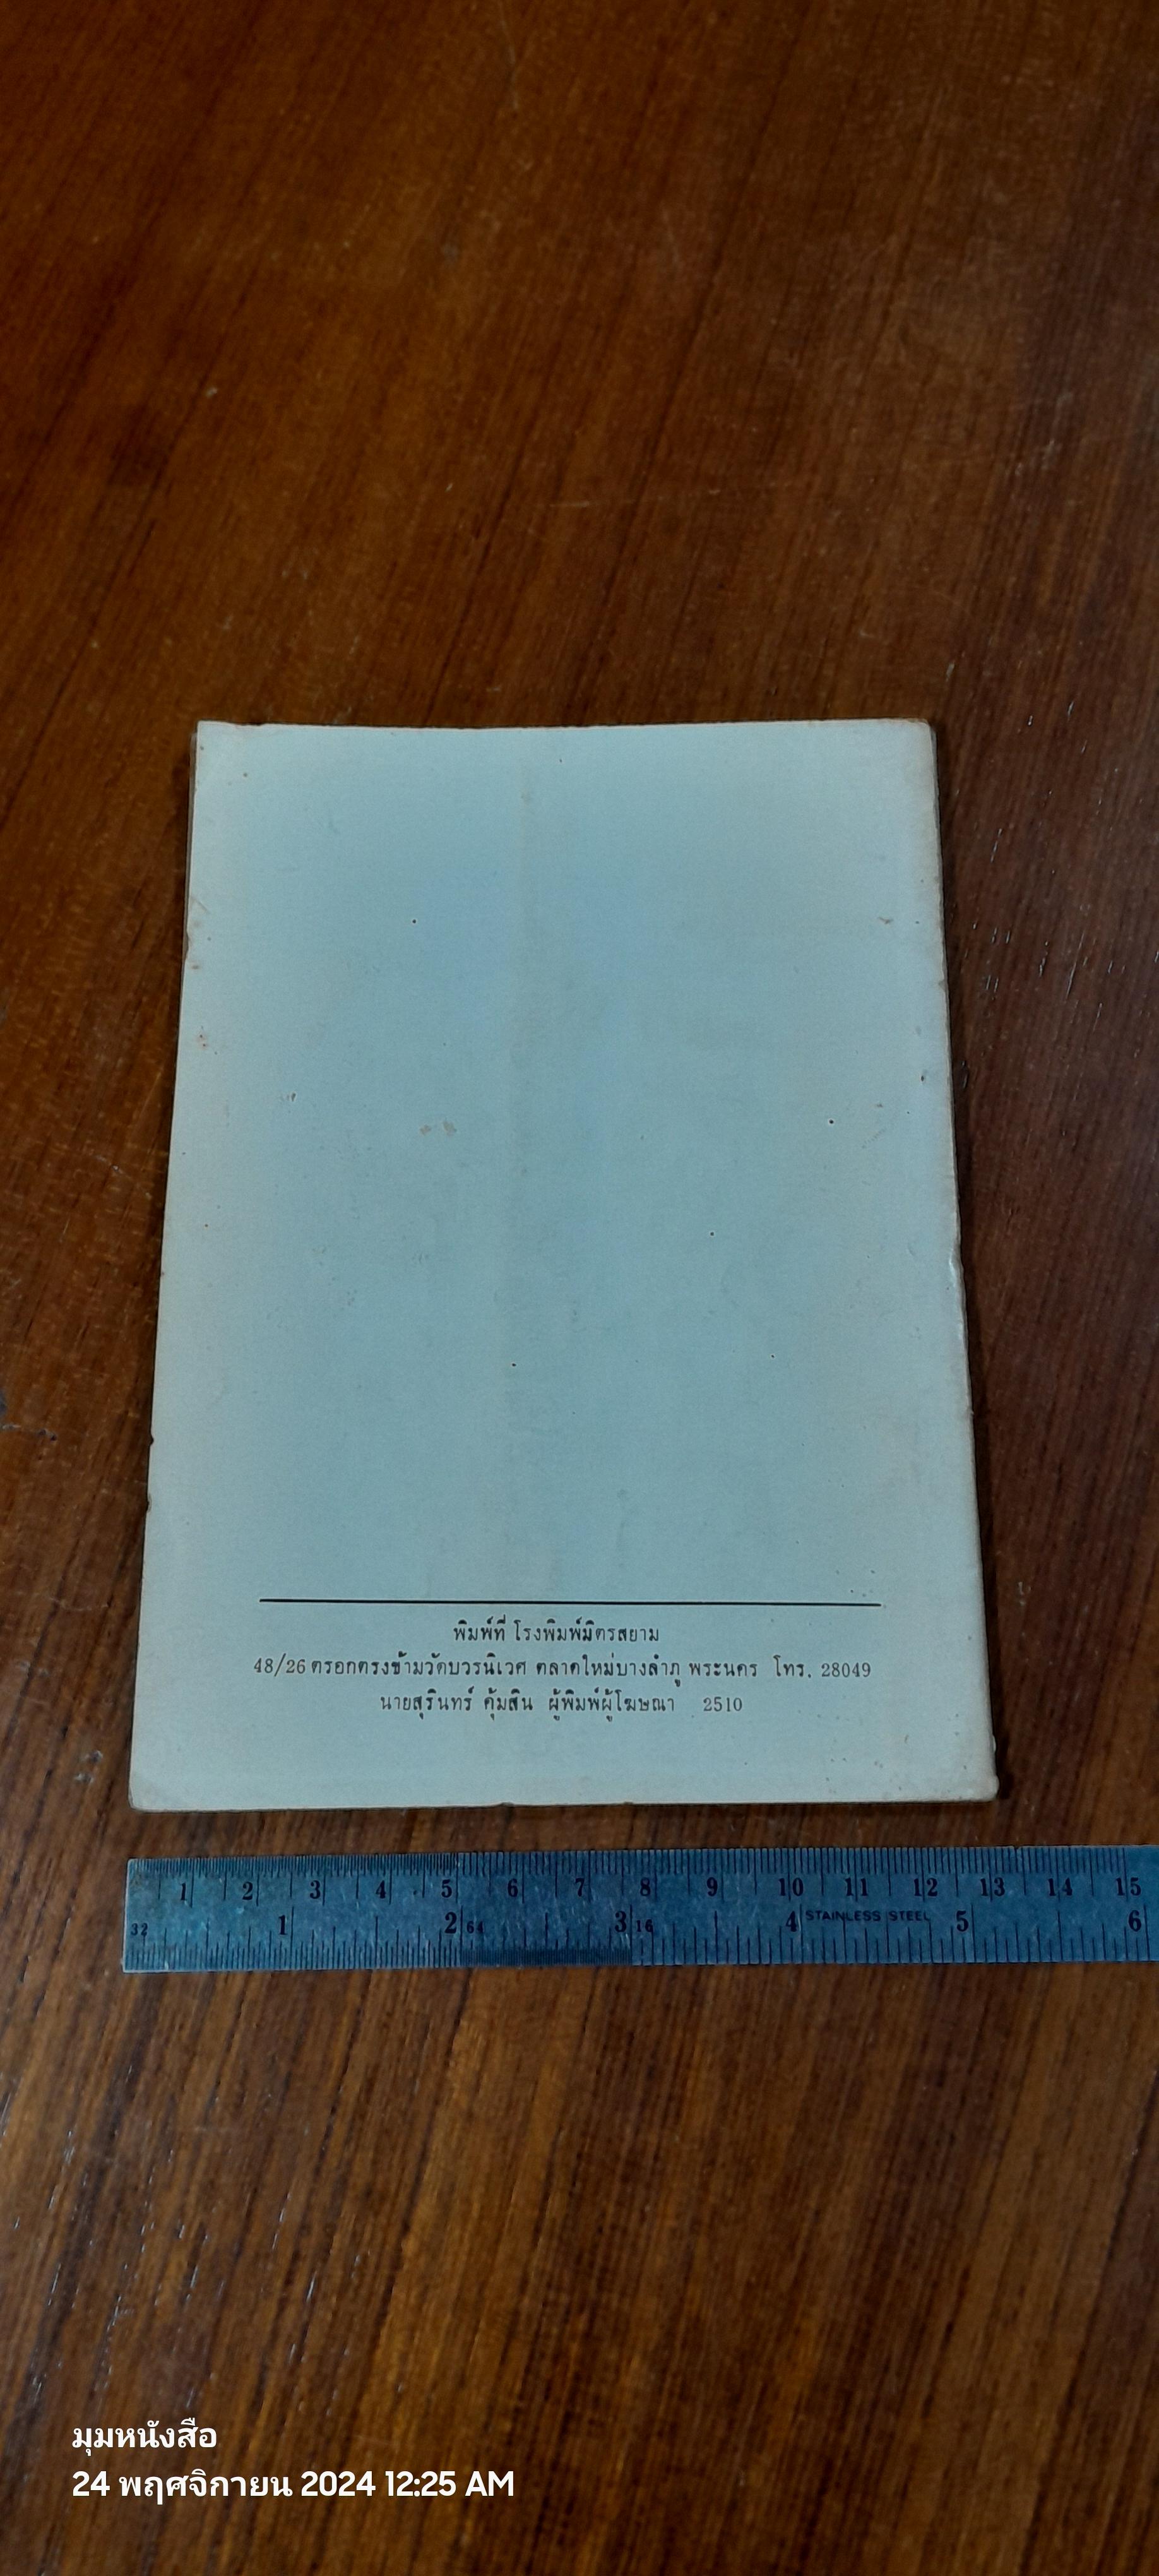 พิมพ์ที่ โรงพิมพ์มิตรสยาม
48/26 ตรอกตรงข้ามวัดบวรนิเวศ ตลาดใหม่บางลำภู พระนคร โทร. 28049
นายสุรินทร์ คุ้มสิน ผู้พิมพ์ผู้โฆษณา 2510
1 2 3 4 5 6 7 8 9 10 11 12 13 14 15
32 1 2 64 3 16 4 STAINLESS STEEL 5 6
มุมหนังสือ
24 พฤศจิกายน 2024 12:25 AM